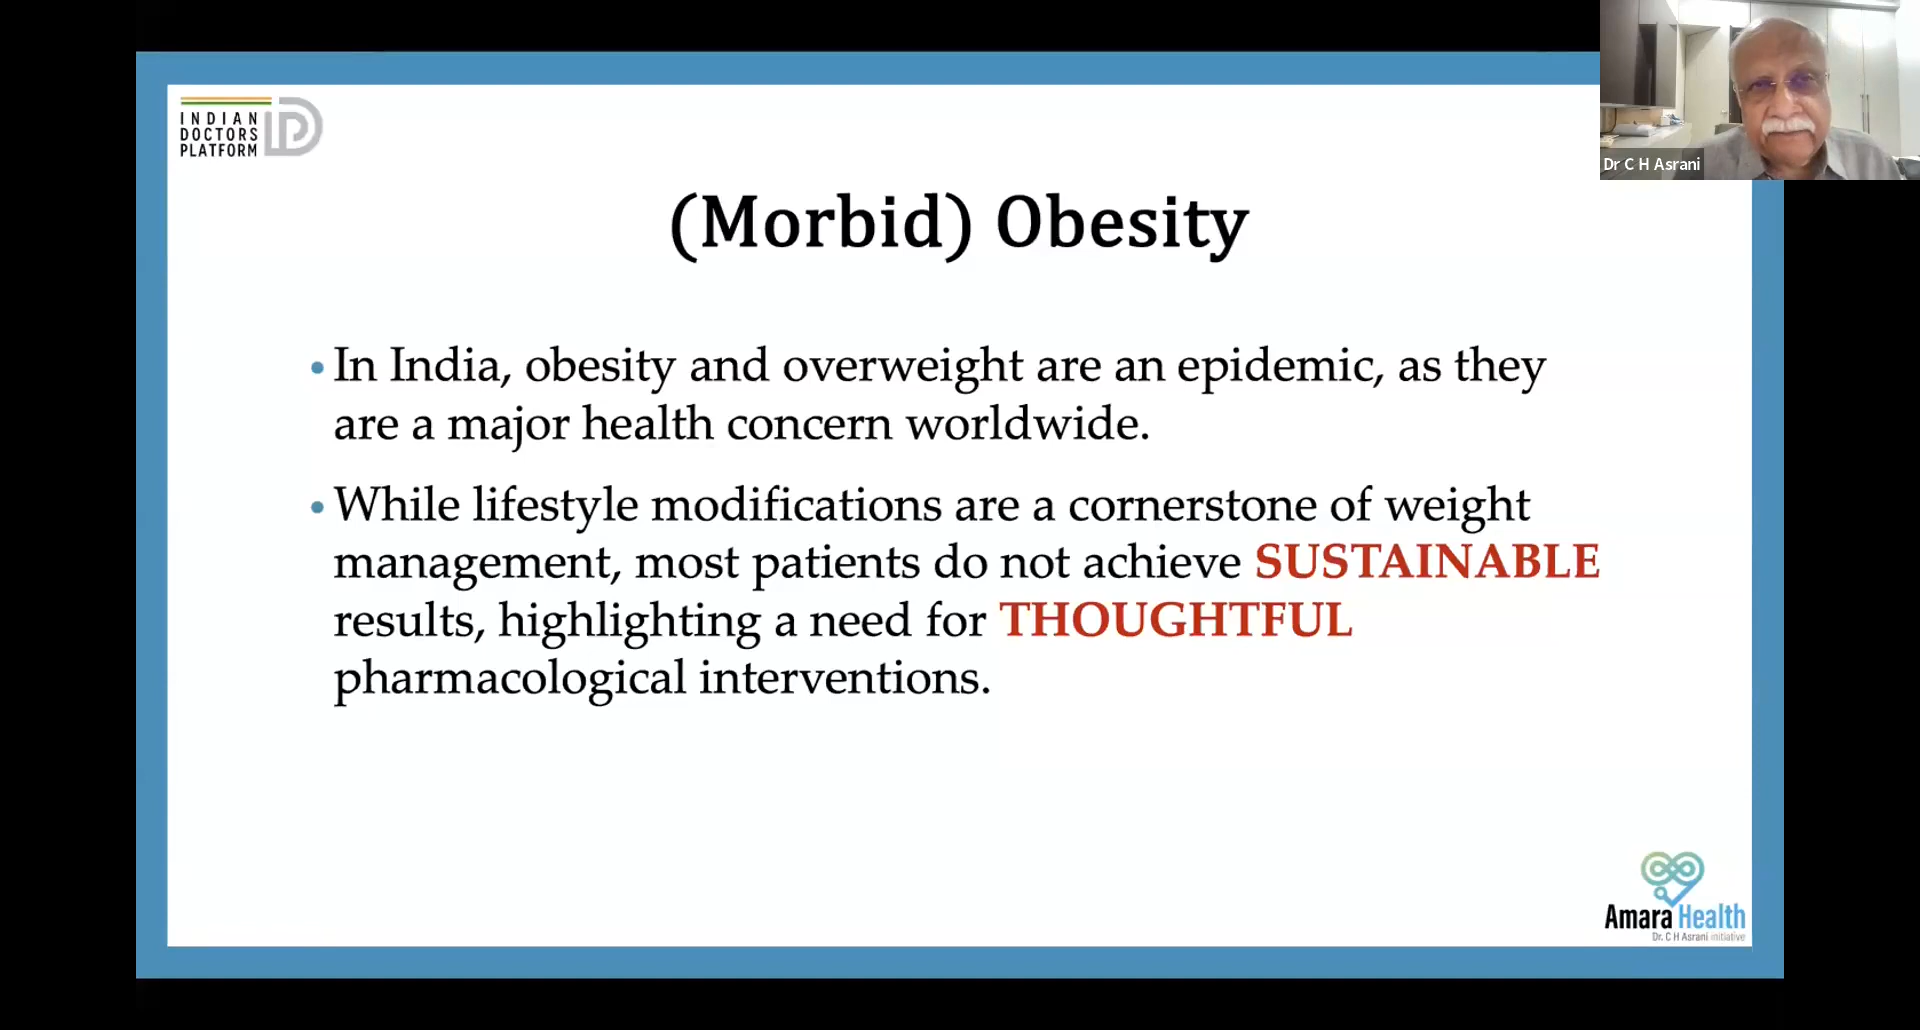 INDIAN
DOCTORS
PLATFORM
Dr C H Asrani
(Morbid) Obesity
• In India, obesity and overweight are an epidemic, as they
are a major health concern worldwide.
• While lifestyle modifications are a cornerstone of weight
management, most patients do not achieve SUSTAINABLE
results, highlighting a need for THOUGHTFUL
pharmacological interventions.
Amara Health
Dr. C H Asrani initiative